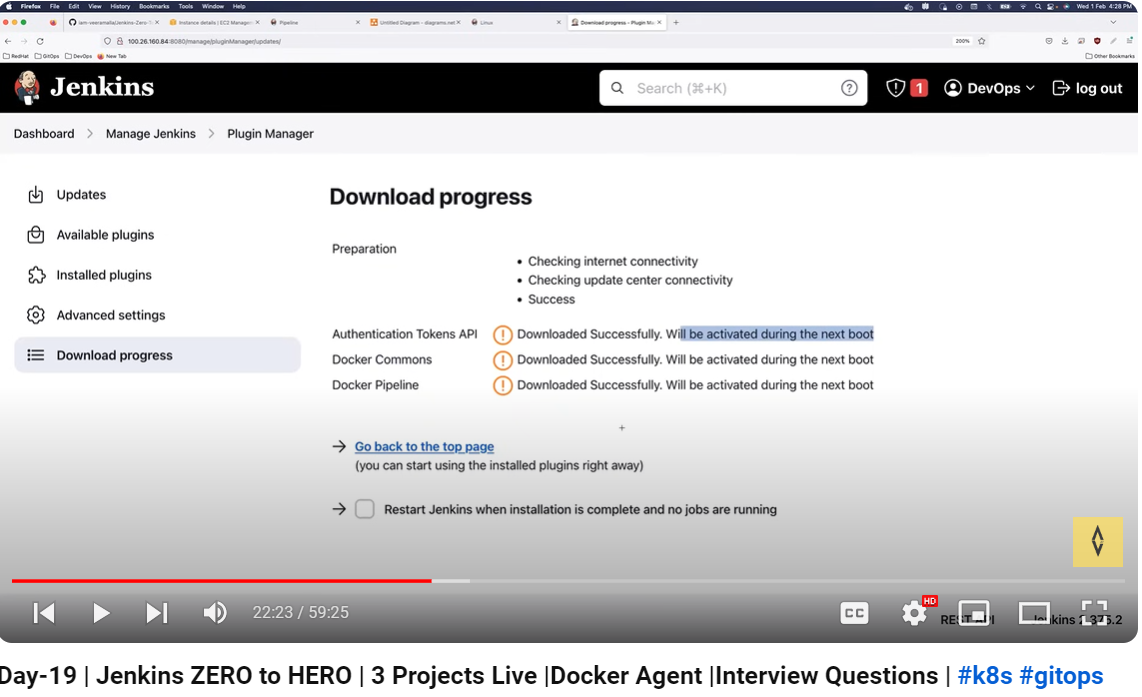 Firefox File Edit View History Bookmarks Tools Window Help
Wed 1 Feb 4:28 PM
iam-veeramalla/Jenkins-Zero-T
Instance details | EC2 Manager
Pipeline
Untitled Diagram - diagrams.net
Linux
Download progress - Plugin Ma
100.26.160.84:8080/manage/pluginManager/updates/
200%
RedHat GitOps DevOps New Tab
Other Bookmarks
Jenkins
Search (⌘+K)
1
DevOps
log out
Dashboard > Manage Jenkins > Plugin Manager
Updates
Available plugins
Installed plugins
Advanced settings
Download progress
Download progress
Preparation
• Checking internet connectivity
• Checking update center connectivity
• Success
Authentication Tokens API Downloaded Successfully. Will be activated during the next boot
Docker Commons Downloaded Successfully. Will be activated during the next boot
Docker Pipeline Downloaded Successfully. Will be activated during the next boot
→ Go back to the top page
(you can start using the installed plugins right away)
→ Restart Jenkins when installation is complete and no jobs are running
22:23 / 59:25
CC
HD
REST API
Jenkins 2.375.2
Day-19 | Jenkins ZERO to HERO | 3 Projects Live |Docker Agent |Interview Questions | #k8s #gitops